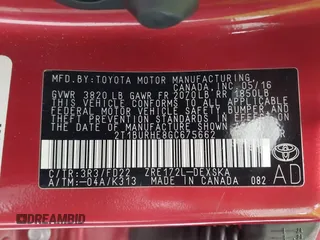 MFD.BY:TOYOTA MOTOR MANUFACTURING
CANADA, INC. 05/16
GVWR 3820 LB GAWR FR 2070LB RR 1850LB
THIS VEHICLE CONFORMS TO ALL APPLICABLE
FEDERAL MOTOR VEHICLE SAFETY, BUMPER, AND
THEFT PREVENTION STANDARDS IN EFFECT ON
THE DATE OF
2T1BURHE8GC675662
C/TR:3R3/FD22 ZRE172L-DEXSKA
A/TM:-04A/K313 MADE IN CANADA 082
AD
TOYOTA
DREAMBID